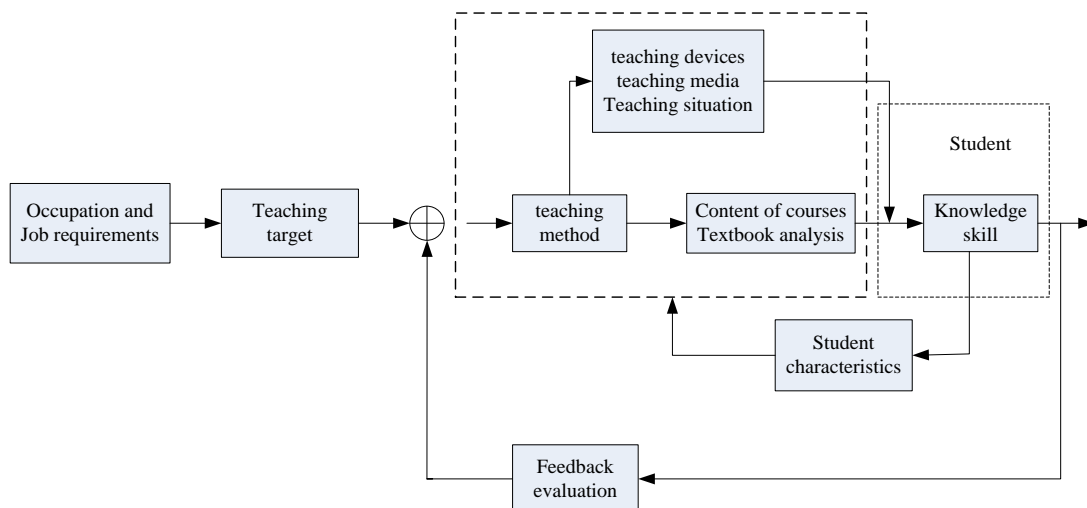 teaching devices
teaching media
Teaching situation
Student
Occupation and
Job requirements
Teaching
target
teaching
method
Content of courses
Textbook analysis
Knowledge
skill
Student
characteristics
Feedback
evaluation